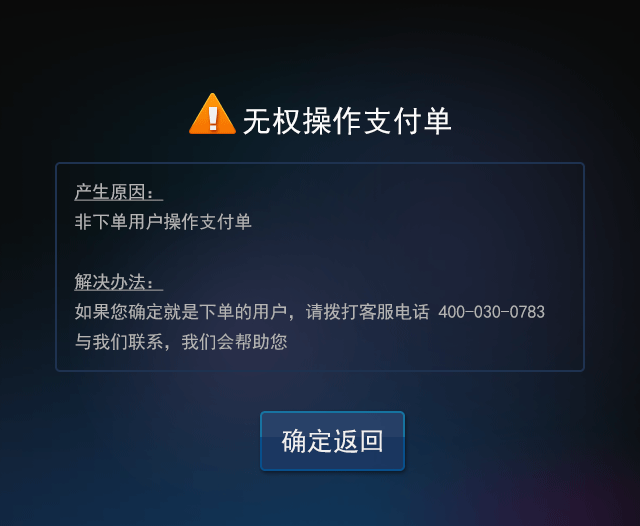 无权操作支付单
产生原因：
非下单用户操作支付单
解决办法：
如果您确定就是下单的用户，请拨打客服电话 400-030-0783
与我们联系，我们会帮助您
确定返回